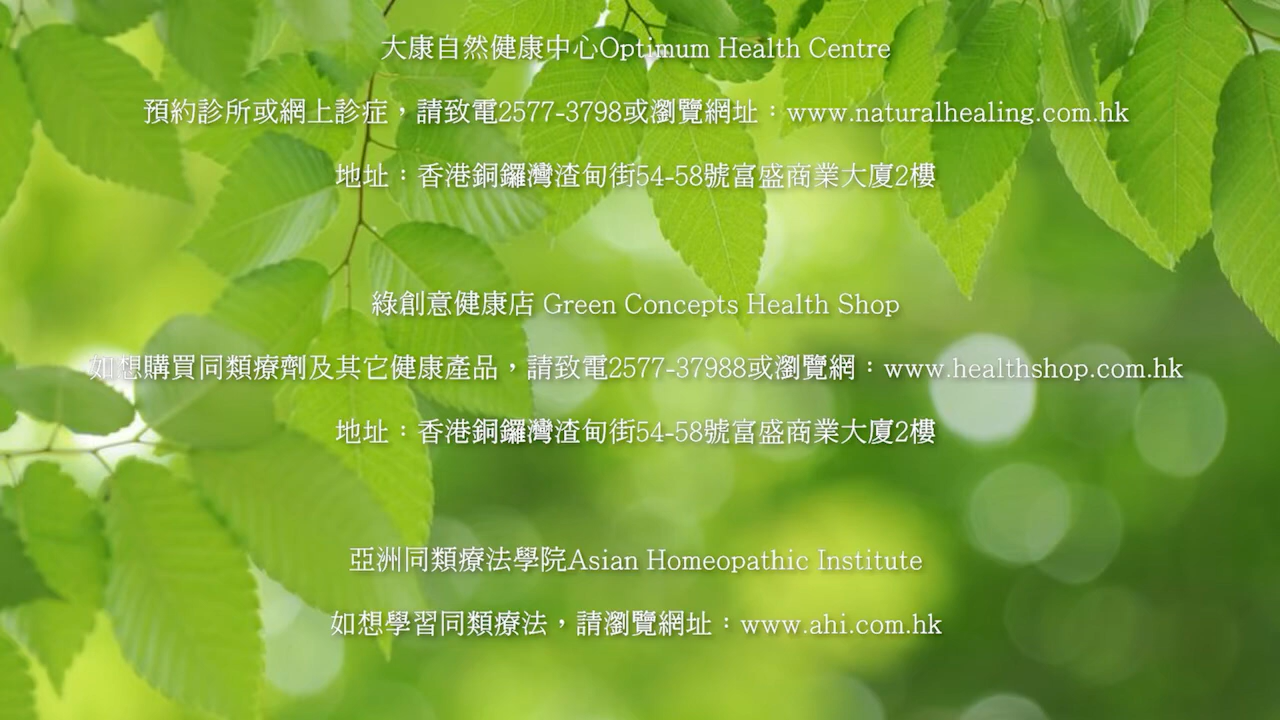 大康自然健康中心Optimum Health Centre
預約診所或網上診症，請致電2577-3798或瀏覽網址：www.naturalhealing.com.hk
地址：香港銅鑼灣渣甸街54-58號富盛商業大廈2樓
綠創意健康店 Green Concepts Health Shop
如想購買同類療劑及其它健康產品，請致電2577-37988或瀏覽網：www.healthshop.com.hk
地址：香港銅鑼灣渣甸街54-58號富盛商業大廈2樓
亞洲同類療法學院Asian Homeopathic Institute
如想學習同類療法，請瀏覽網址：www.ahi.com.hk